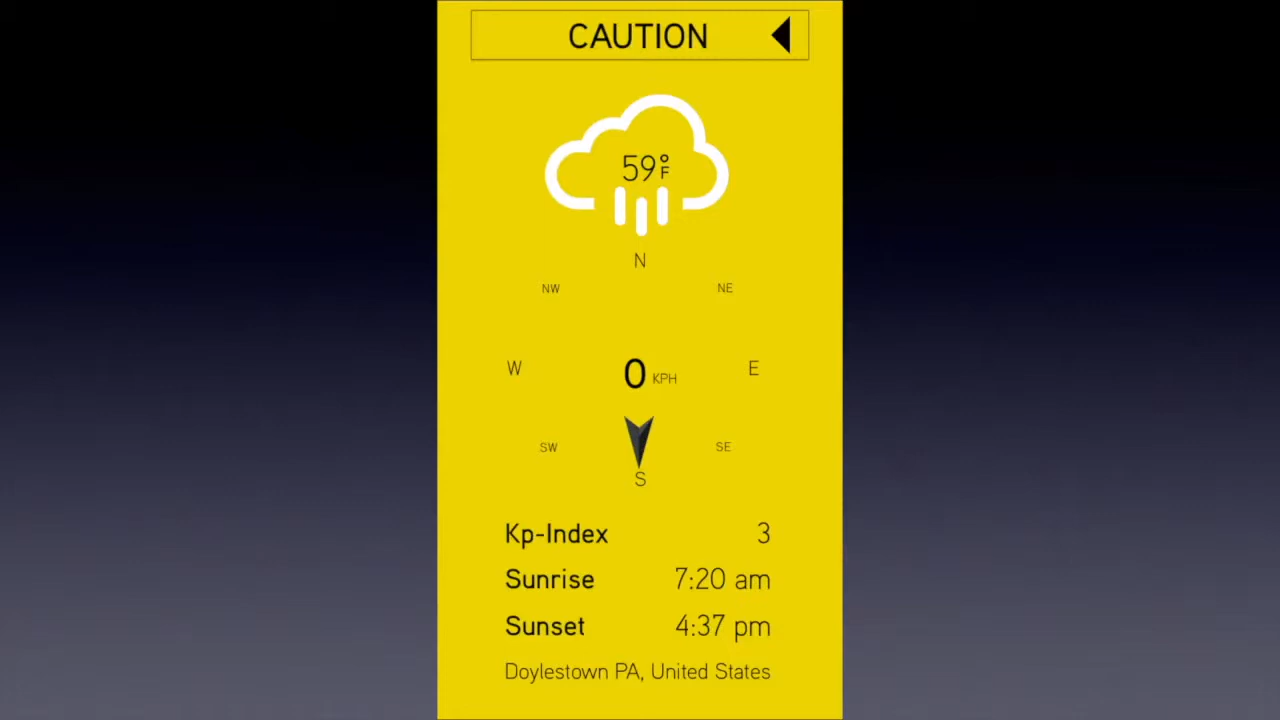 CAUTION
59°F
N
NW NE
W 0 KPH E
SW SE
S
Kp-Index 3
Sunrise 7:20 am
Sunset 4:37 pm
Doylestown PA, United States